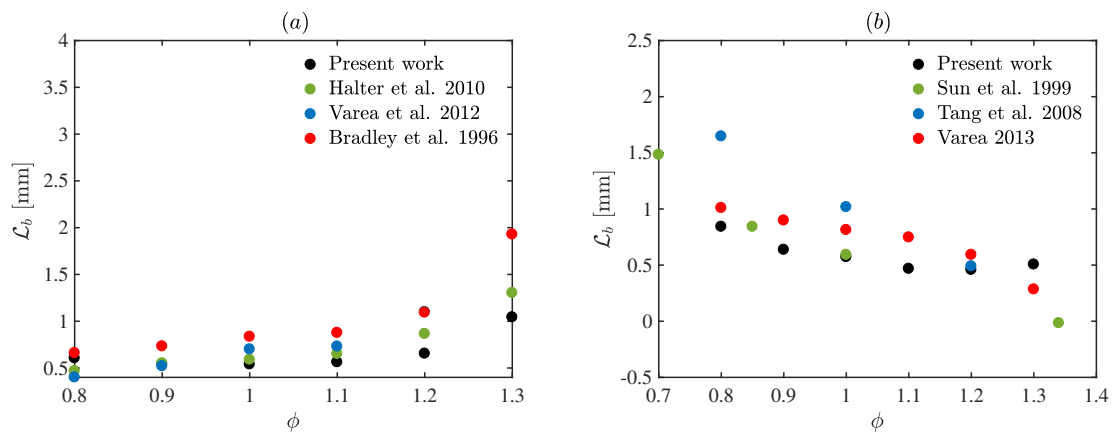 (a)
4
3.5
3
2.5
2
1.5
1
0.5
0.8 0.9 1 1.1 1.2 1.3
ϕ
ℒb [mm]
Present work
Halter et al. 2010
Varea et al. 2012
Bradley et al. 1996
(b)
2.5
2
1.5
1
0.5
0
-0.5
0.7 0.8 0.9 1 1.1 1.2 1.3 1.4
ϕ
ℒb [mm]
Present work
Sun et al. 1999
Tang et al. 2008
Varea 2013